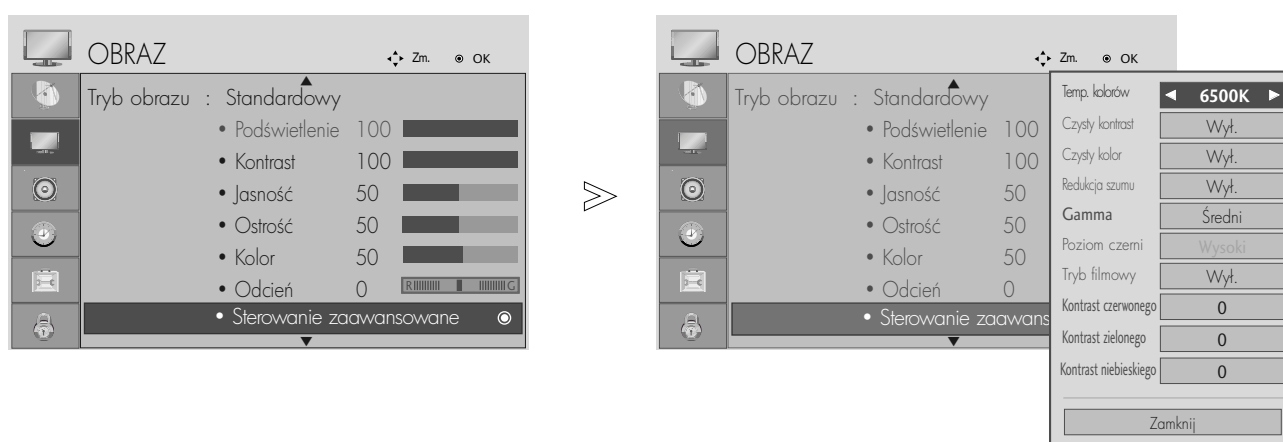 OBRAZ
Zm. OK
Tryb obrazu : Standardowy
• Podświetlenie 100
• Kontrast 100
• Jasność 50
• Ostrość 50
• Kolor 50
• Odcień 0 R G
• Sterowanie zaawansowane
OBRAZ
Zm. OK
Tryb obrazu : Standardowy
• Podświetlenie 100
• Kontrast 100
• Jasność 50
• Ostrość 50
• Kolor 50
• Odcień 0
• Sterowanie zaawans
Temp. kolorów 6500K
Czysty kontrast Wył.
Czysty kolor Wył.
Redukcja szumu Wył.
Gamma Średni
Poziom czerni Wysoki
Tryb filmowy Wył.
Kontrast czerwonego 0
Kontrast zielonego 0
Kontrast niebieskiego 0
Zamknij